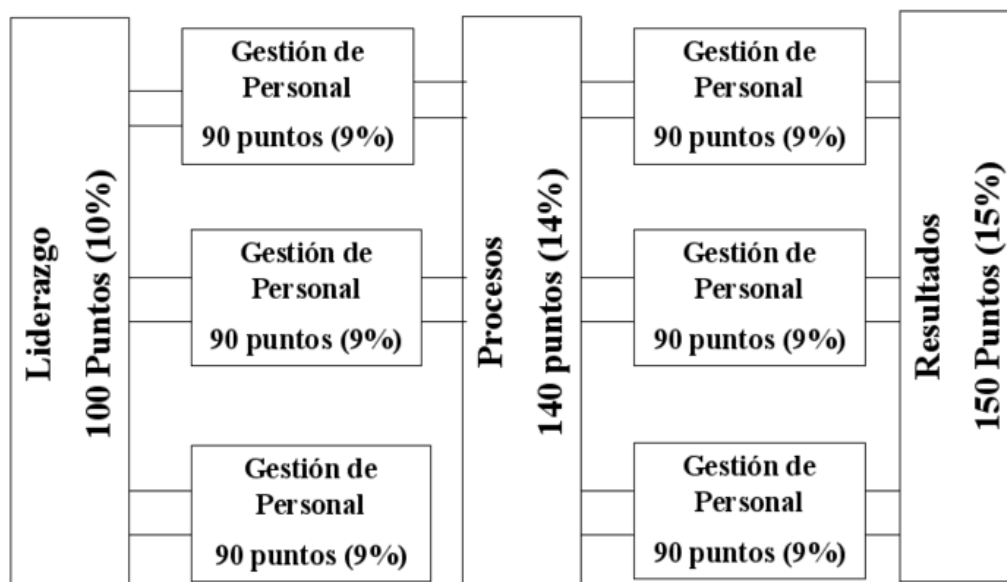 Liderazgo
100 Puntos (10%)
Gestión de
Personal
90 puntos (9%)
Gestión de
Personal
90 puntos (9%)
Gestión de
Personal
90 puntos (9%)
Procesos
140 puntos (14%)
Gestión de
Personal
90 puntos (9%)
Gestión de
Personal
90 puntos (9%)
Gestión de
Personal
90 puntos (9%)
Resultados
150 Puntos (15%)